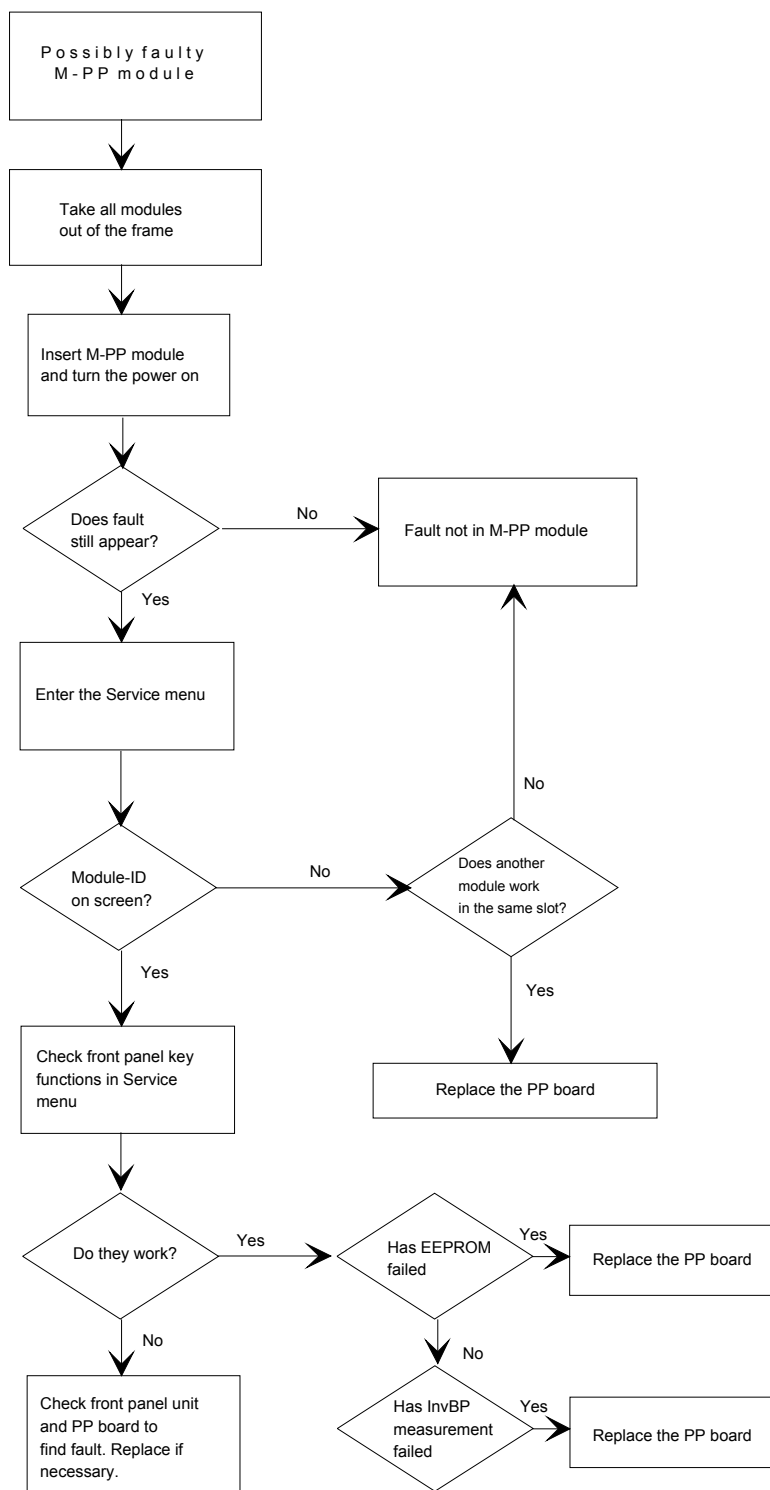 Possibly faulty
M-PP module
Take all modules
out of the frame
Insert M-PP module
and turn the power on
Does fault
still appear?
No
Fault not in M-PP module
Yes
Enter the Service menu
No
Module-ID
on screen?
No
Does another
module work
in the same slot?
Yes
Yes
Check front panel key
functions in Service
menu
Replace the PP board
Do they work?
Yes
Has EEPROM
failed
Yes
Replace the PP board
No
No
Check front panel unit
and PP board to
find fault. Replace if
necessary.
Has InvBP
measurement
failed
Yes
Replace the PP board